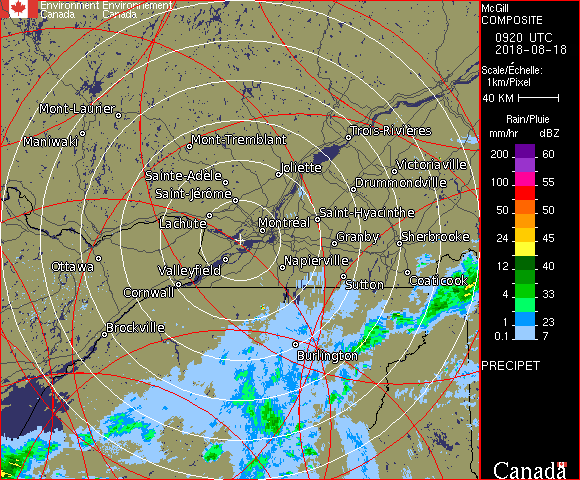 Environment Environnement
Canada Canada
Mont-Laurier
Maniwaki
Mont-Tremblant
Trois-Rivières
Sainte-Adèle
Joliette
Victoriaville
Saint-Jérôme
Drummondville
Lachute
Montréal
Saint-Hyacinthe
Granby
Sherbrooke
Ottawa
Valleyfield
Napierville
Cornwall
Sutton
Coaticook
Brockville
Burlington
McGill
COMPOSITE
0920 UTC
2018-08-18
Scale/Échelle:
1km/Pixel
40 KM
Rain/Pluie
mm/hr dBZ
200 60
150 57
100 55
50 50
24 45
12 40
4 33
1 23
0.1 7
PRECIPET
Canada